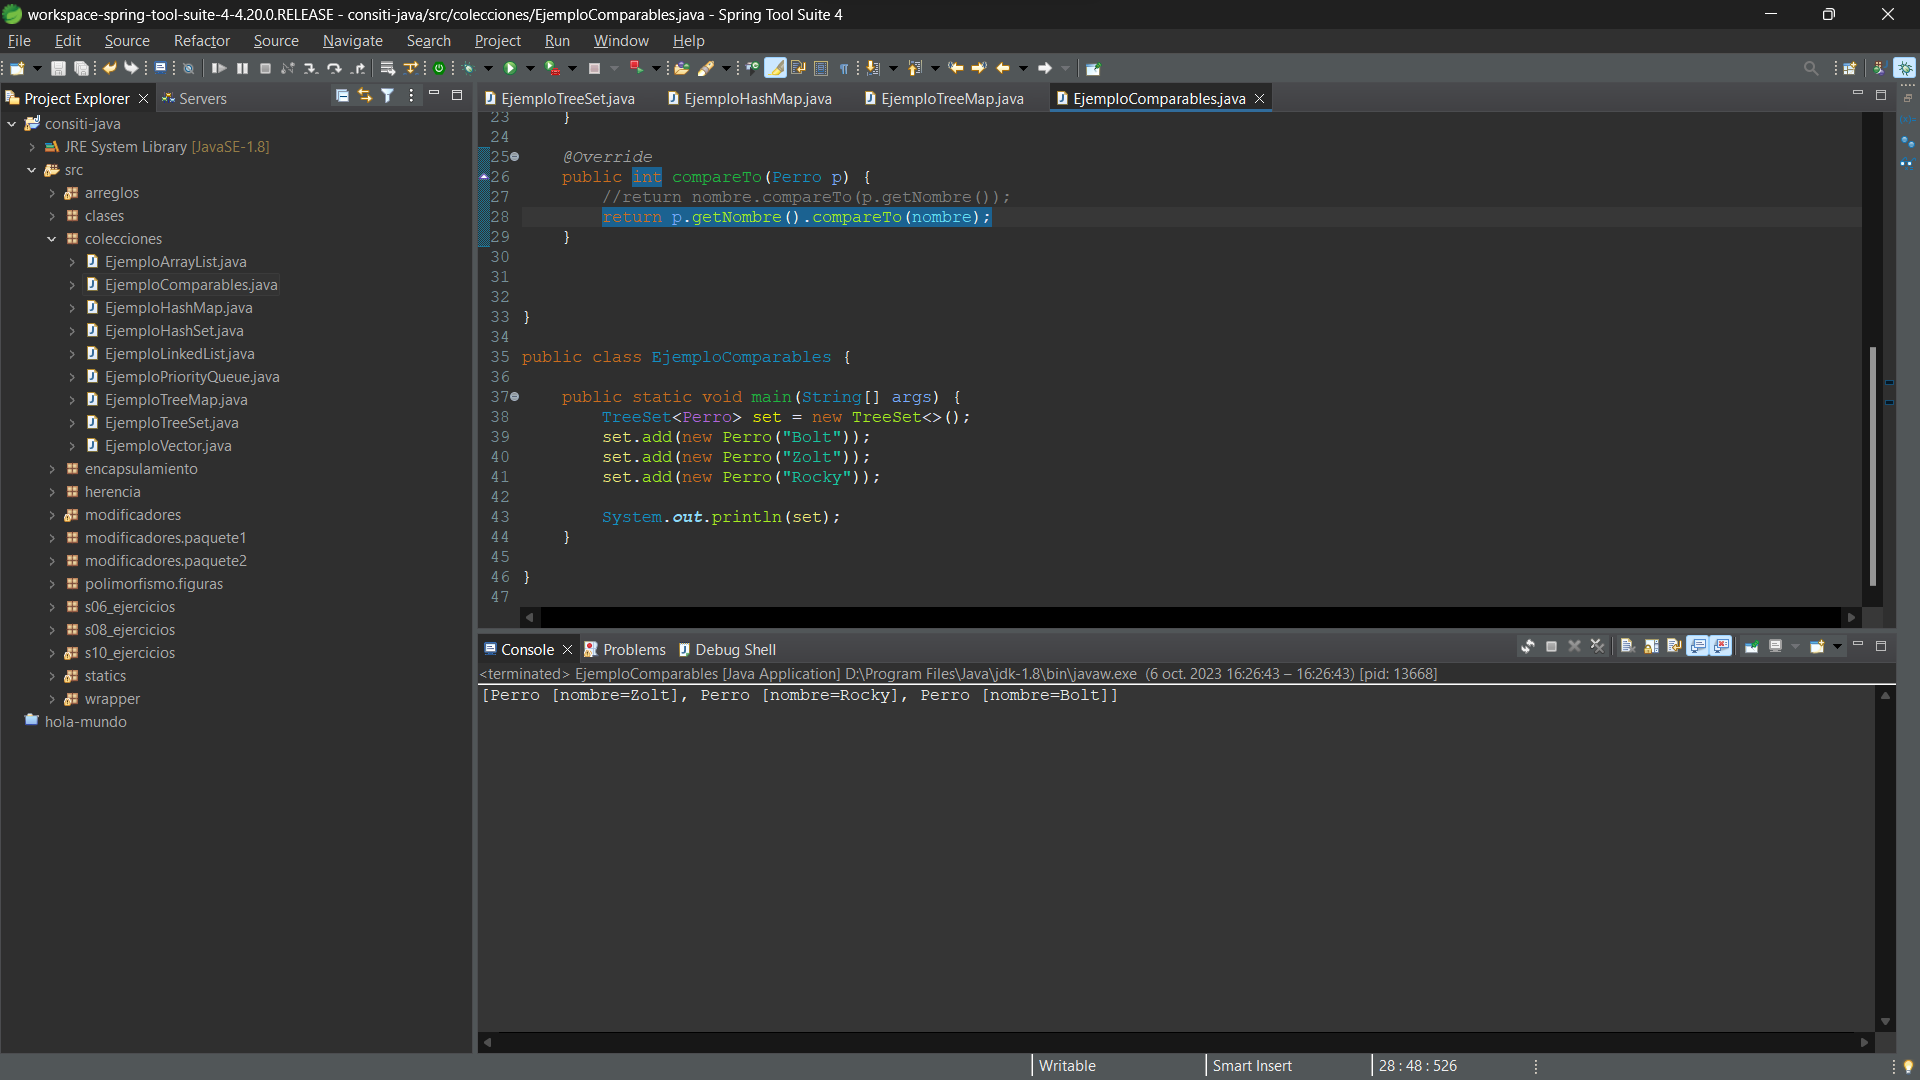 workspace-spring-tool-suite-4-4.20.0.RELEASE - consiti-java/src/colecciones/EjemploComparables.java - Spring Tool Suite 4
File Edit Source Refactor Source Navigate Search Project Run Window Help
Project Explorer
Servers
consiti-java
JRE System Library [JavaSE-1.8]
src
arreglos
clases
colecciones
EjemploArrayList.java
EjemploComparables.java
EjemploHashMap.java
EjemploHashSet.java
EjemploLinkedList.java
EjemploPriorityQueue.java
EjemploTreeMap.java
EjemploTreeSet.java
EjemploVector.java
encapsulamiento
herencia
modificadores
modificadores.paquete1
modificadores.paquete2
polimorfismo.figuras
s06_ejercicios
s08_ejercicios
s10_ejercicios
statics
wrapper
hola-mundo
EjemploTreeSet.java EjemploHashMap.java EjemploTreeMap.java EjemploComparables.java
23 }
24
25 @Override
26 public int compareTo(Perro p) {
27 //return nombre.compareTo(p.getNombre());
28 return p.getNombre().compareTo(nombre);
29 }
30
31
32
33 }
34
35 public class EjemploComparables {
36
37 public static void main(String[] args) {
38 TreeSet<Perro> set = new TreeSet<>();
39 set.add(new Perro("Bolt"));
40 set.add(new Perro("Zolt"));
41 set.add(new Perro("Rocky"));
42
43 System.out.println(set);
44 }
45
46 }
47
Console Problems Debug Shell
<terminated> EjemploComparables [Java Application] D:\Program Files\Java\jdk-1.8\bin\javaw.exe (6 oct. 2023 16:26:43 – 16:26:43) [pid: 13668]
[Perro [nombre=Zolt], Perro [nombre=Rocky], Perro [nombre=Bolt]]
Writable Smart Insert 28 : 48 : 526